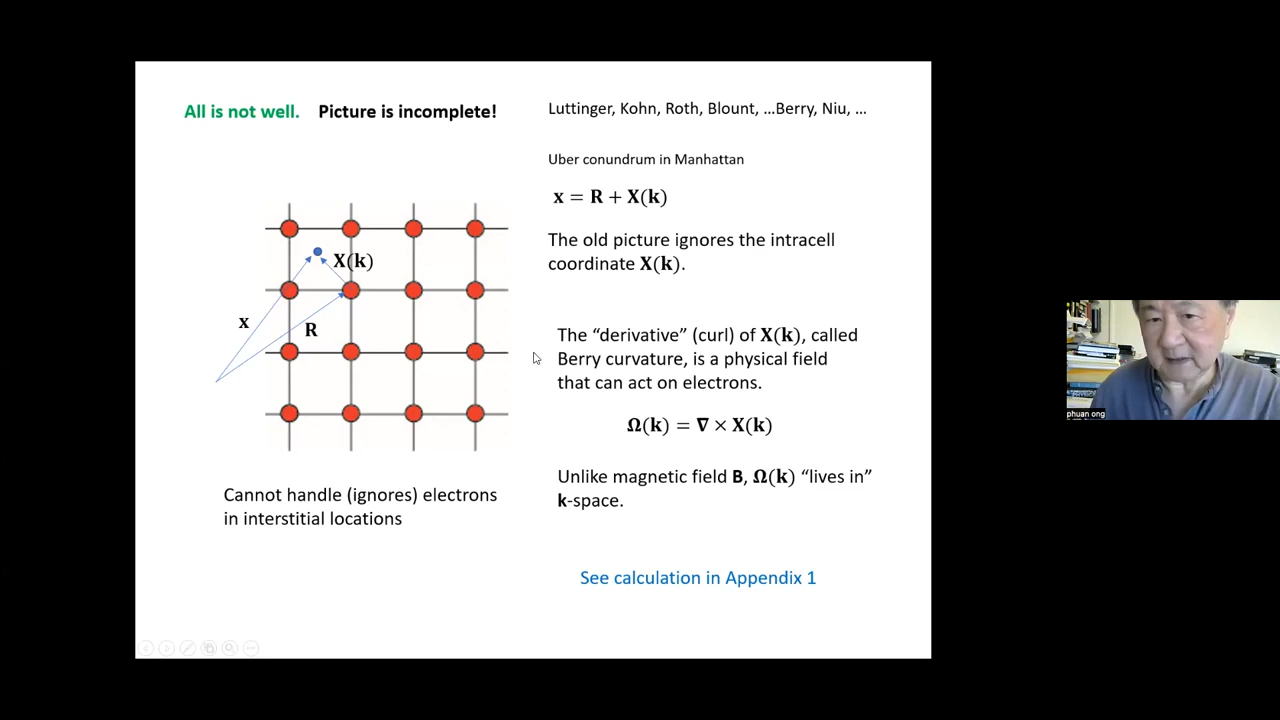 All is not well. Picture is incomplete!
Luttinger, Kohn, Roth, Blount, …Berry, Niu, …
Uber conundrum in Manhattan
x = R + X(k)
The old picture ignores the intracell
coordinate X(k).
X(k)
x
R
The “derivative” (curl) of X(k), called
Berry curvature, is a physical field
that can act on electrons.
Ω(k) = ∇ × X(k)
Unlike magnetic field B, Ω(k) “lives in”
k-space.
Cannot handle (ignores) electrons
in interstitial locations
See calculation in Appendix 1
phuan ong